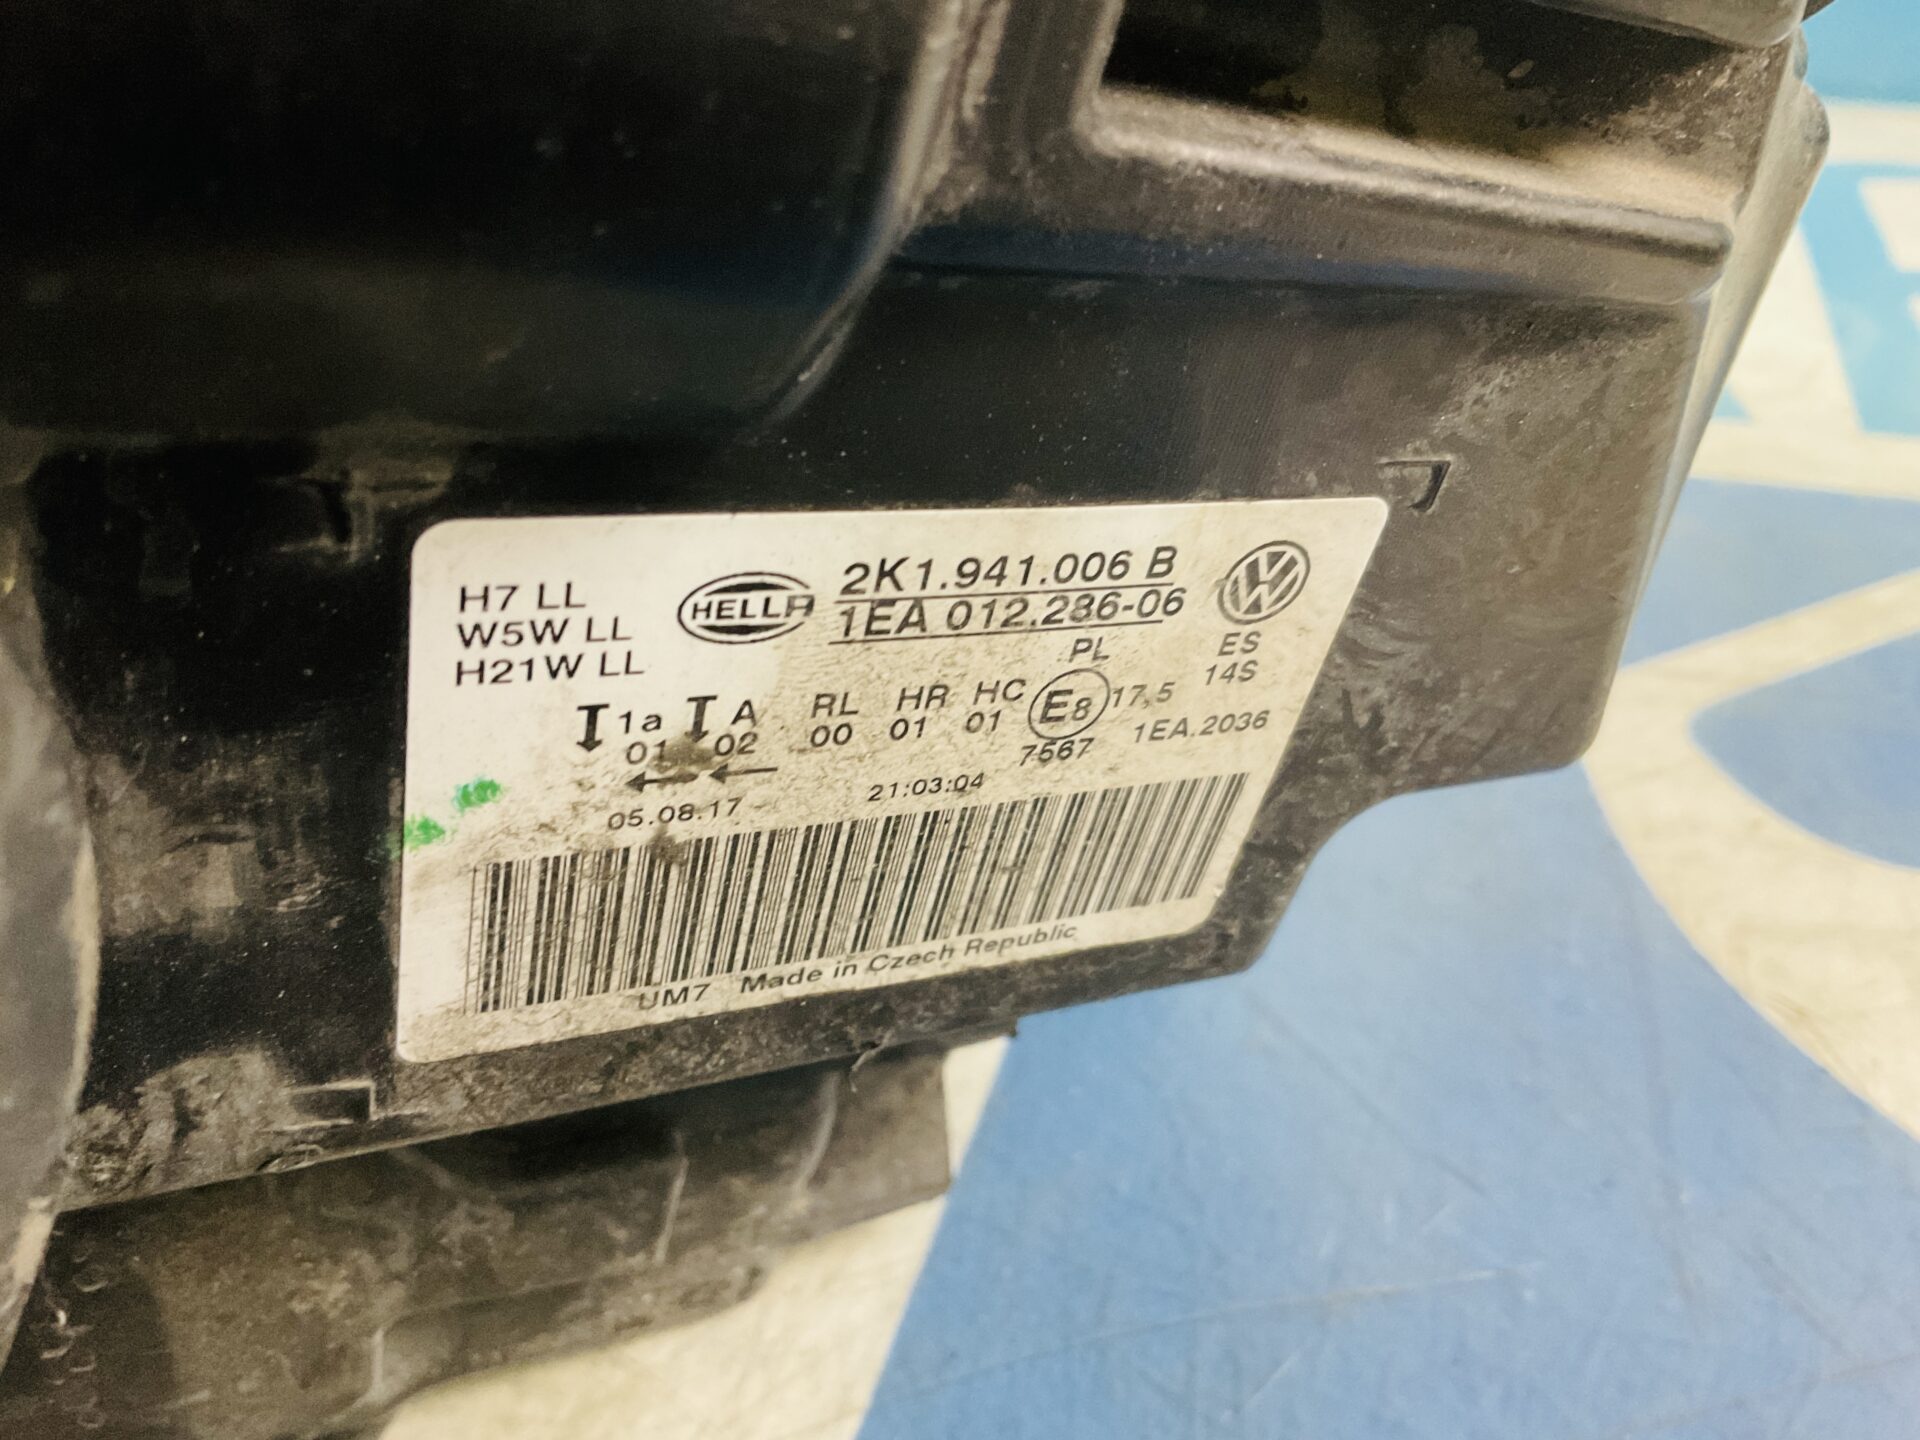 H7 LL
W5W LL
H21W LL
HELLA
2K1.941.006 B
1EA 012.286-06
PL
ES
14S
1a A RL HR HC E8 17,5
01 02 00 01 01
7567 1EA.2036
05.08.17 21:03:04
UM7 Made in Czech Republic